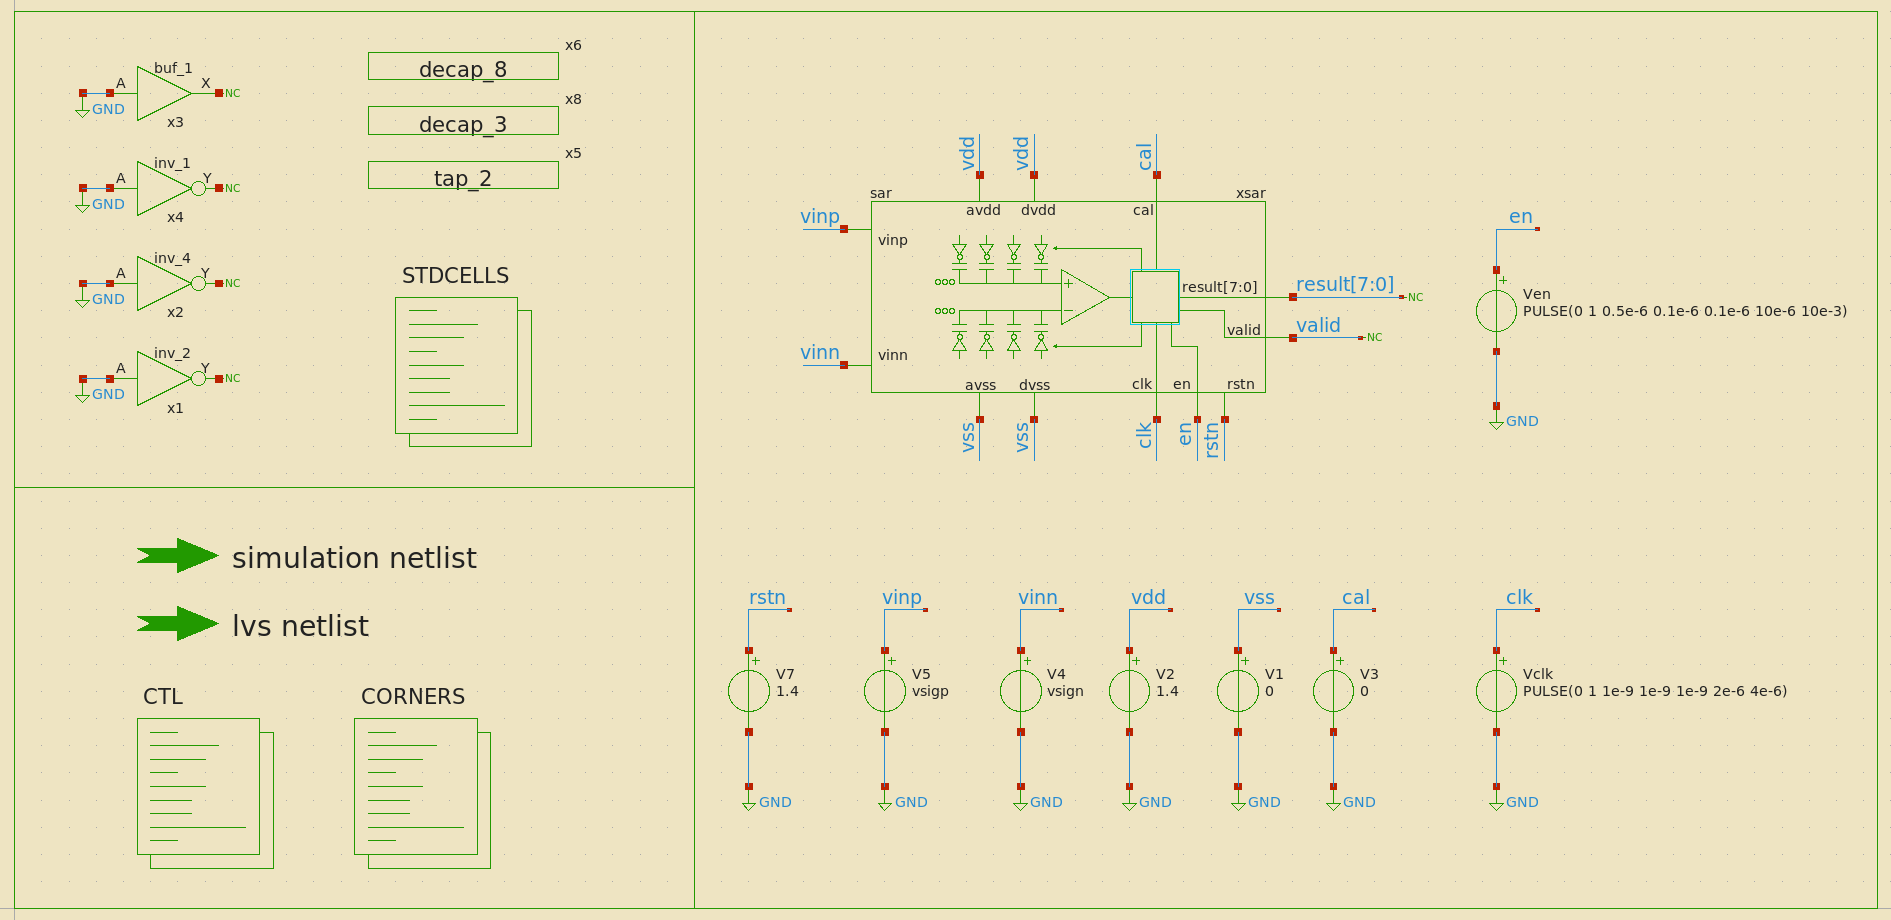 buf_1
A
X
NC
GND
x3
inv_1
A
Y
NC
GND
x4
inv_4
A
Y
NC
GND
x2
inv_2
A
Y
NC
GND
x1
x6
decap_8
x8
decap_3
x5
tap_2
STDCELLS
simulation netlist
lvs netlist
CTL
CORNERS
vdd
vdd
cal
sar
xsar
avdd
dvdd
cal
vinp
vinp
+
−
result[7:0]
result[7:0]
NC
valid
valid
NC
vinn
vinn
avss
dvss
clk
en
rstn
vss
vss
clk
en
rstn
en
+
Ven
PULSE(0 1 0.5e-6 0.1e-6 0.1e-6 10e-6 10e-3)
GND
rstn
+
V7
1.4
GND
vinp
+
V5
vsigp
GND
vinn
+
V4
vsign
GND
vdd
+
V2
1.4
GND
vss
+
V1
0
GND
cal
+
V3
0
GND
clk
+
Vclk
PULSE(0 1 1e-9 1e-9 1e-9 2e-6 4e-6)
GND